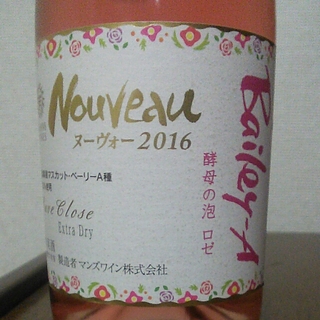 Nouveau
ヌーヴォー2016
マスカット・ベーリーA種
Close
Extra Dry
製造者 マンズワイン株式会社
Bailey-A
酵母の泡 ロゼ